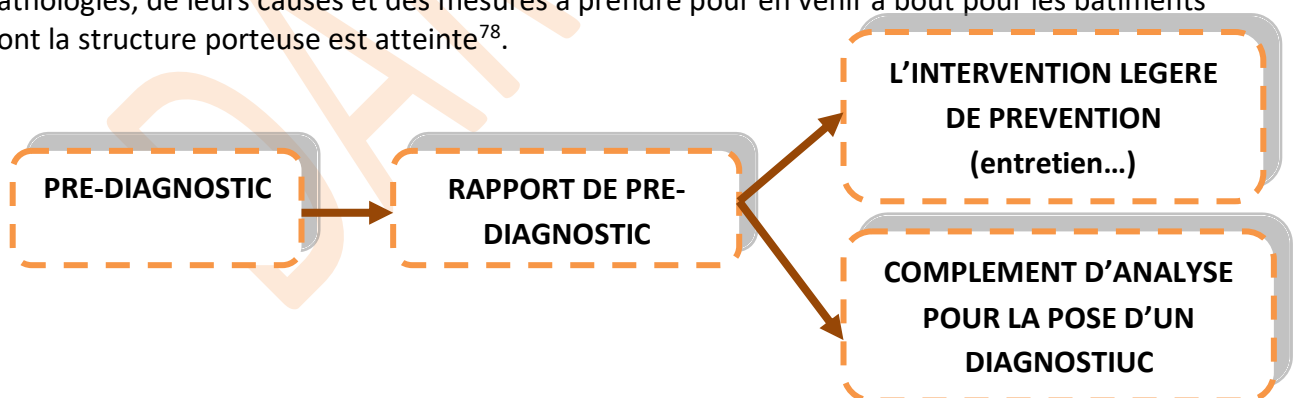 pathologies, de leurs causes et des mesures à prendre pour en venir à bout pour les bâtiments
dont la structure porteuse est atteinte78.
PRE-DIAGNOSTIC
RAPPORT DE PRE-
DIAGNOSTIC
L’INTERVENTION LEGERE
DE PREVENTION
(entretien…)
COMPLEMENT D’ANALYSE
POUR LA POSE D’UN
DIAGNOSTIUC